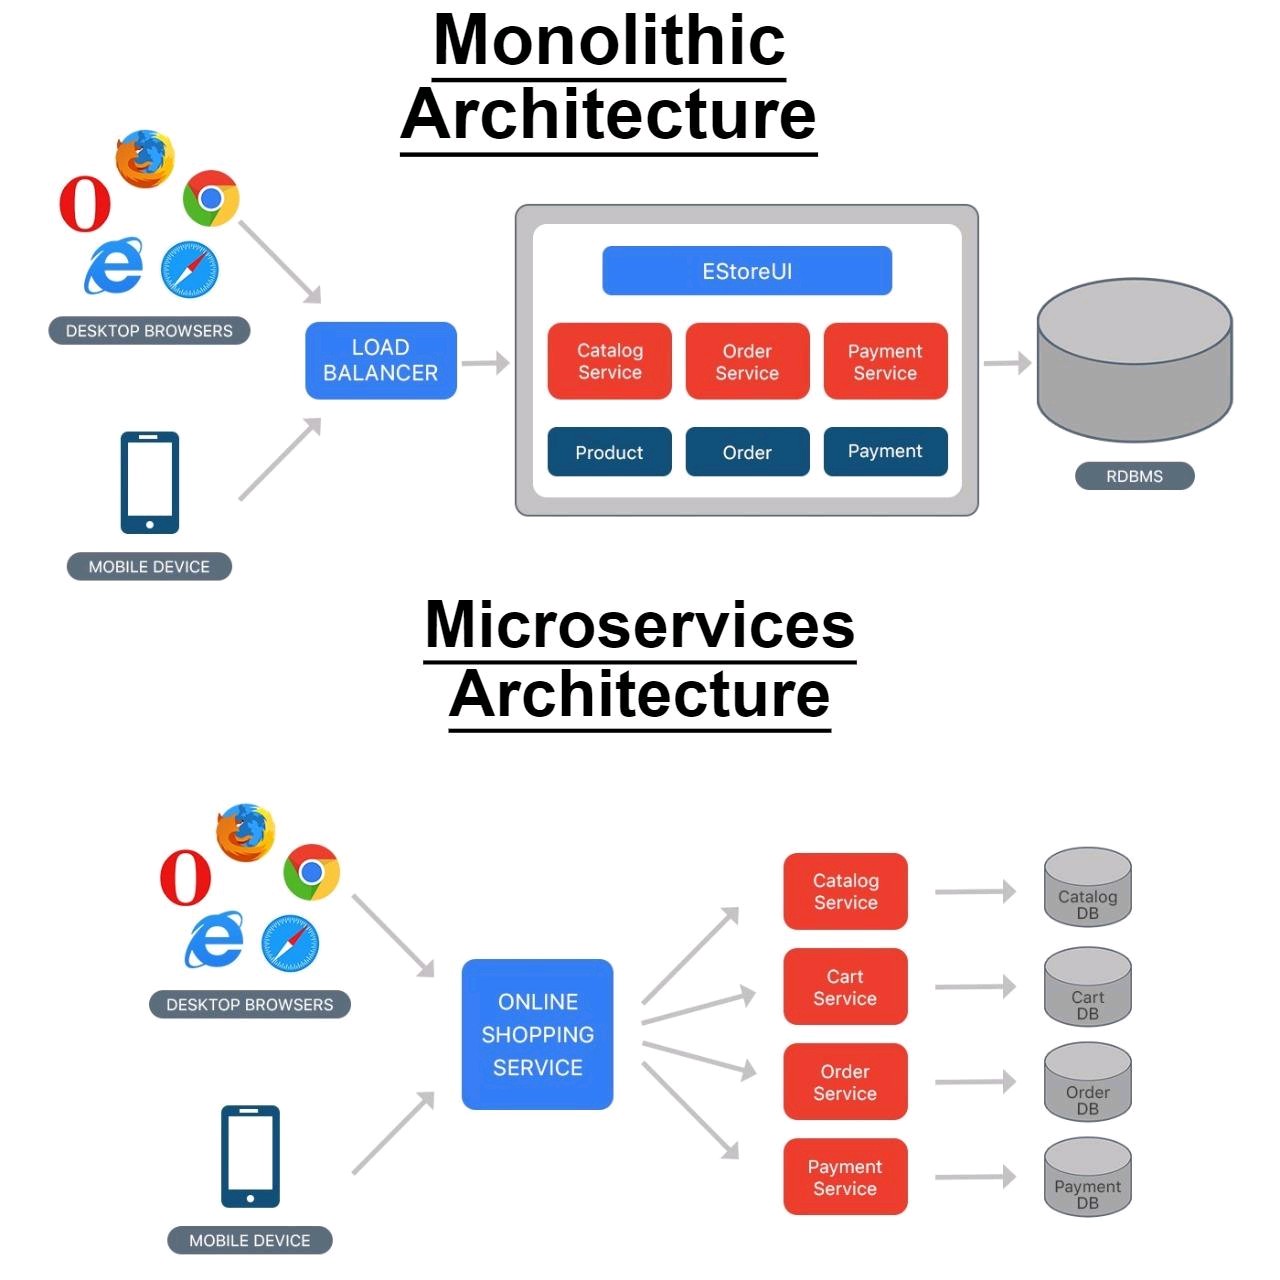 Monolithic
Architecture
DESKTOP BROWSERS
LOAD
BALANCER
EStoreUI
Catalog
Service
Order
Service
Payment
Service
Product
Order
Payment
RDBMS
MOBILE DEVICE
Microservices
Architecture
DESKTOP BROWSERS
ONLINE
SHOPPING
SERVICE
Catalog
Service
Catalog
DB
Cart
Service
Cart
DB
Order
Service
Order
DB
Payment
Service
Payment
DB
MOBILE DEVICE